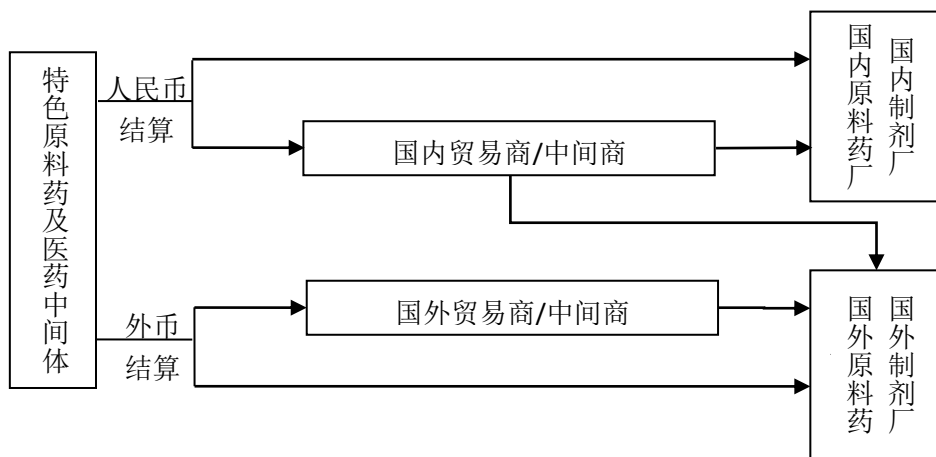 特色原料药及医药中间体
人民币
结算
外币
结算
国内贸易商/中间商
国外贸易商/中间商
国内制剂厂
国内原料药厂
国外制剂厂
国外原料药